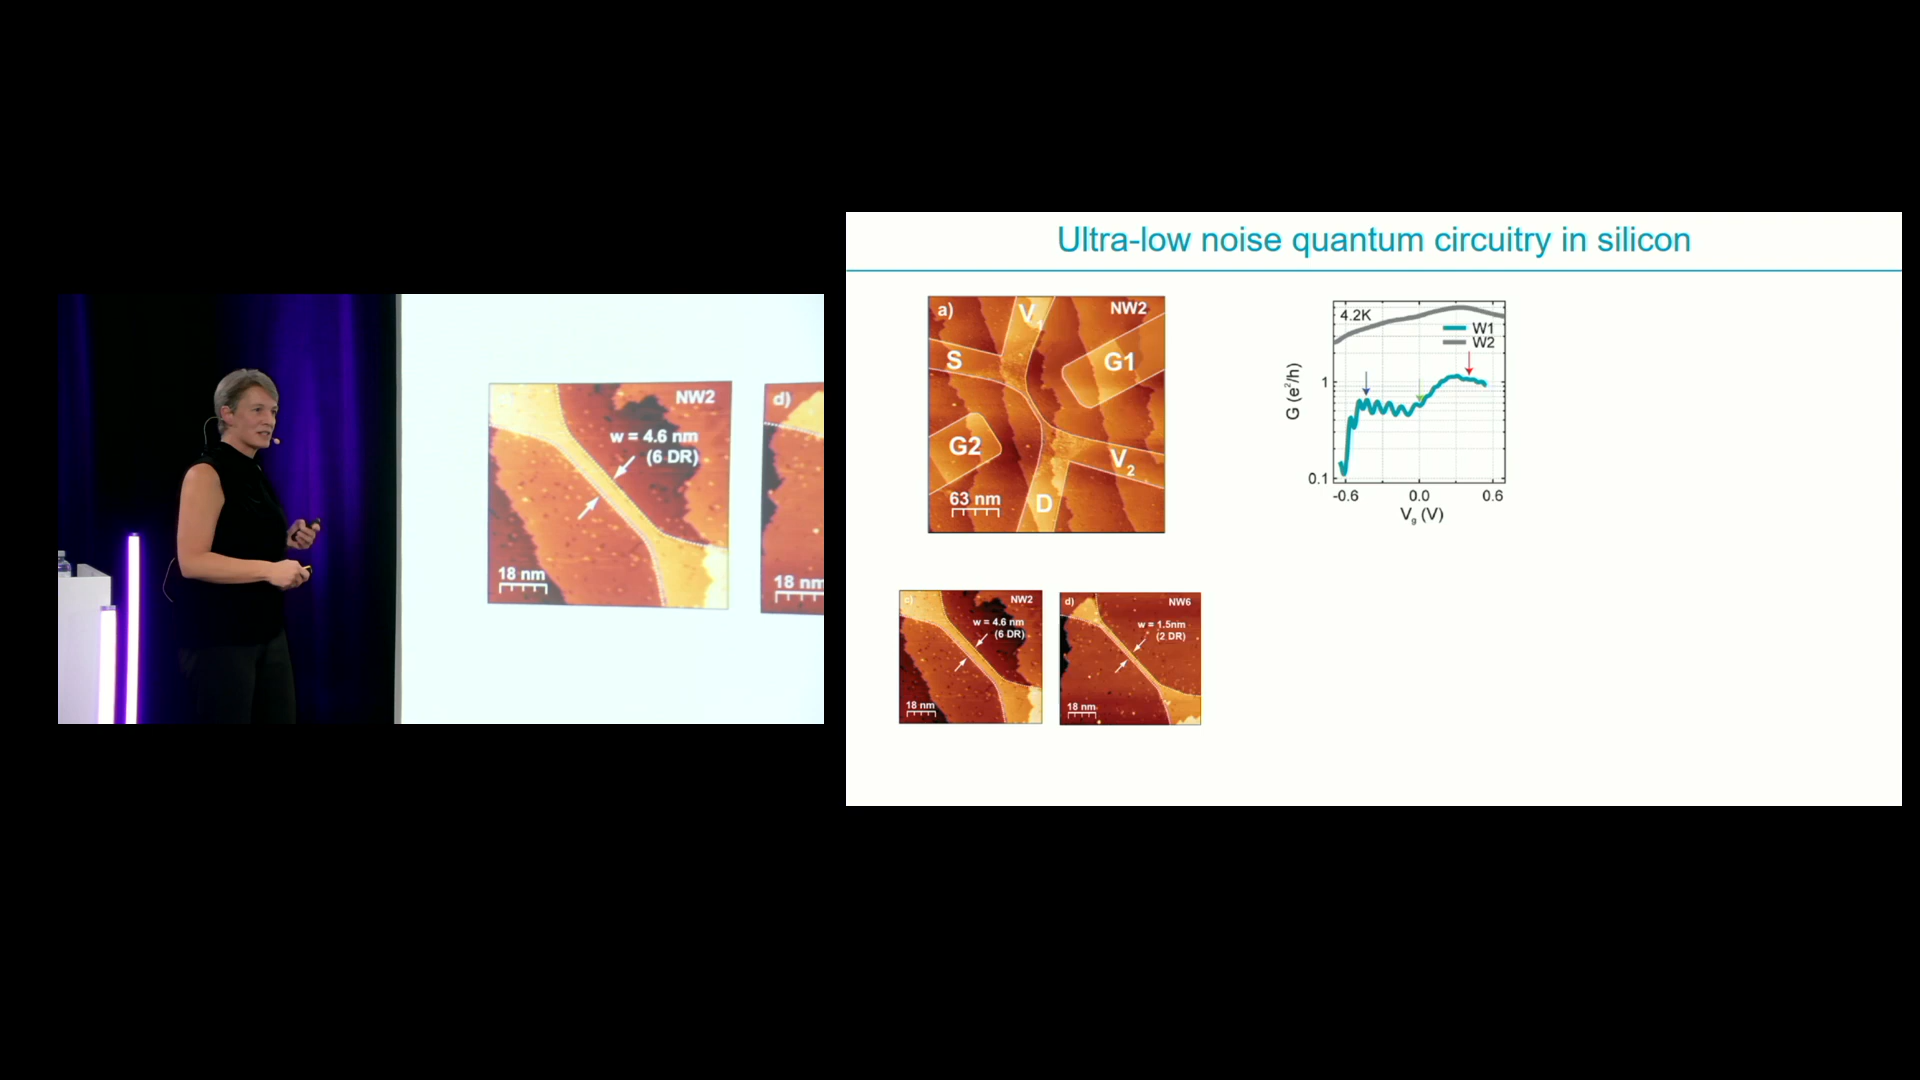 NW2
d)
w = 4.6 nm
(6 DR)
18 nm
18 nm
Ultra-low noise quantum circuitry in silicon
a)
V1
NW2
S
G1
G2
V2
63 nm
D
4.2K
W1
W2
G (e²/h)
1
0.1
-0.6
0.0
0.6
Vg (V)
c)
NW2
w = 4.6 nm
(6 DR)
18 nm
d)
NW6
w = 1.5nm
(2 DR)
18 nm